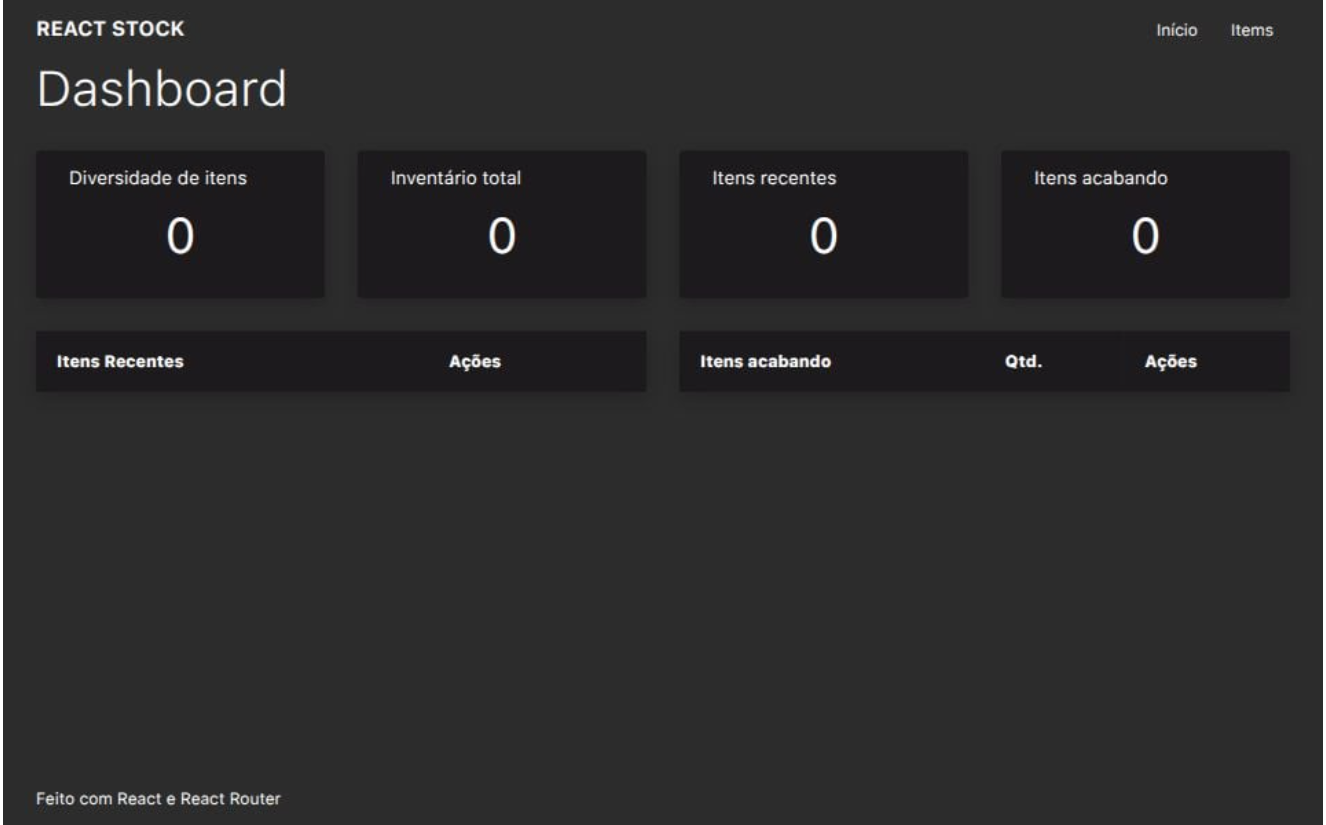 REACT STOCK Início Items
Dashboard
Diversidade de itens Inventário total Itens recentes Itens acabando
0 0 0 0
Itens Recentes Ações Itens acabando Qtd. Ações
Feito com React e React Router